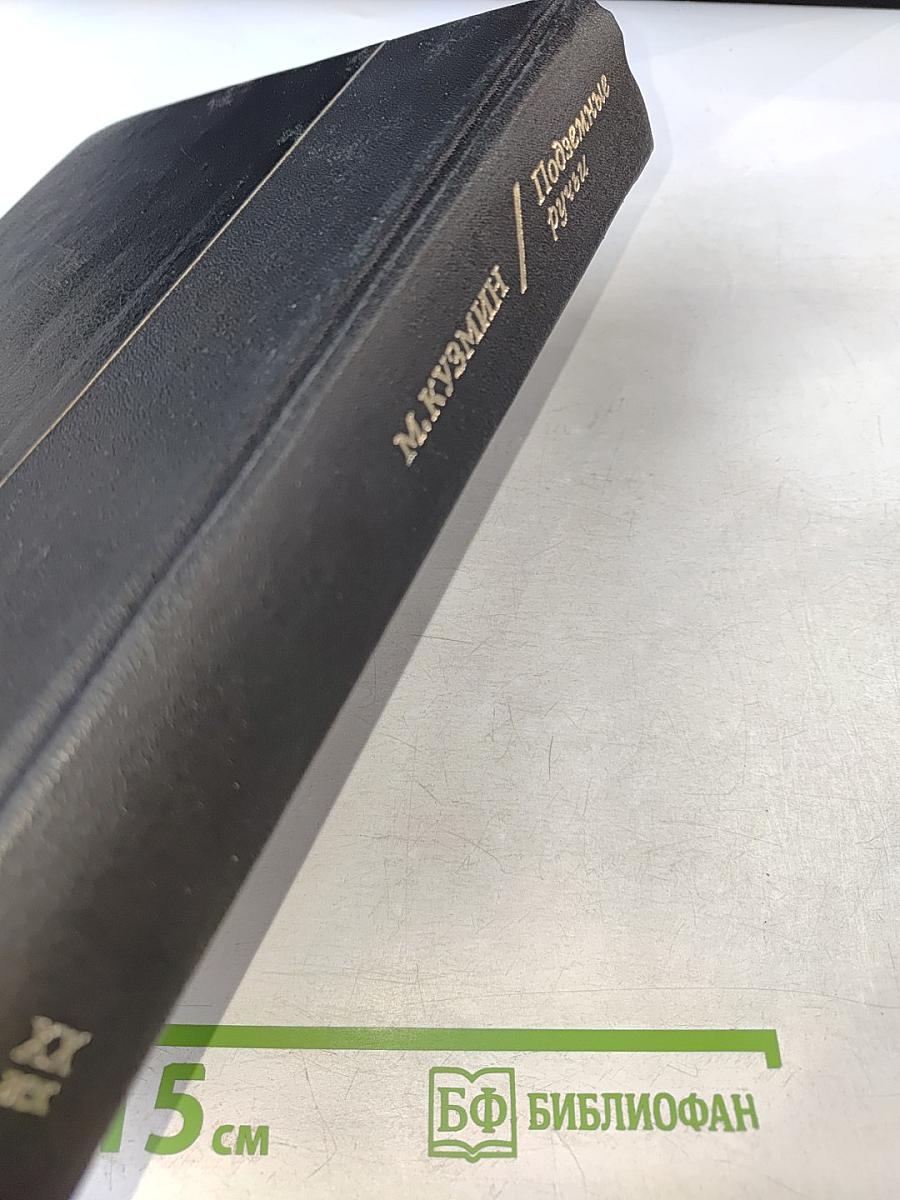 М.КУЗМИН
Подземные
ручьи
XX
век
15 см
БФ БИБЛИОФАН